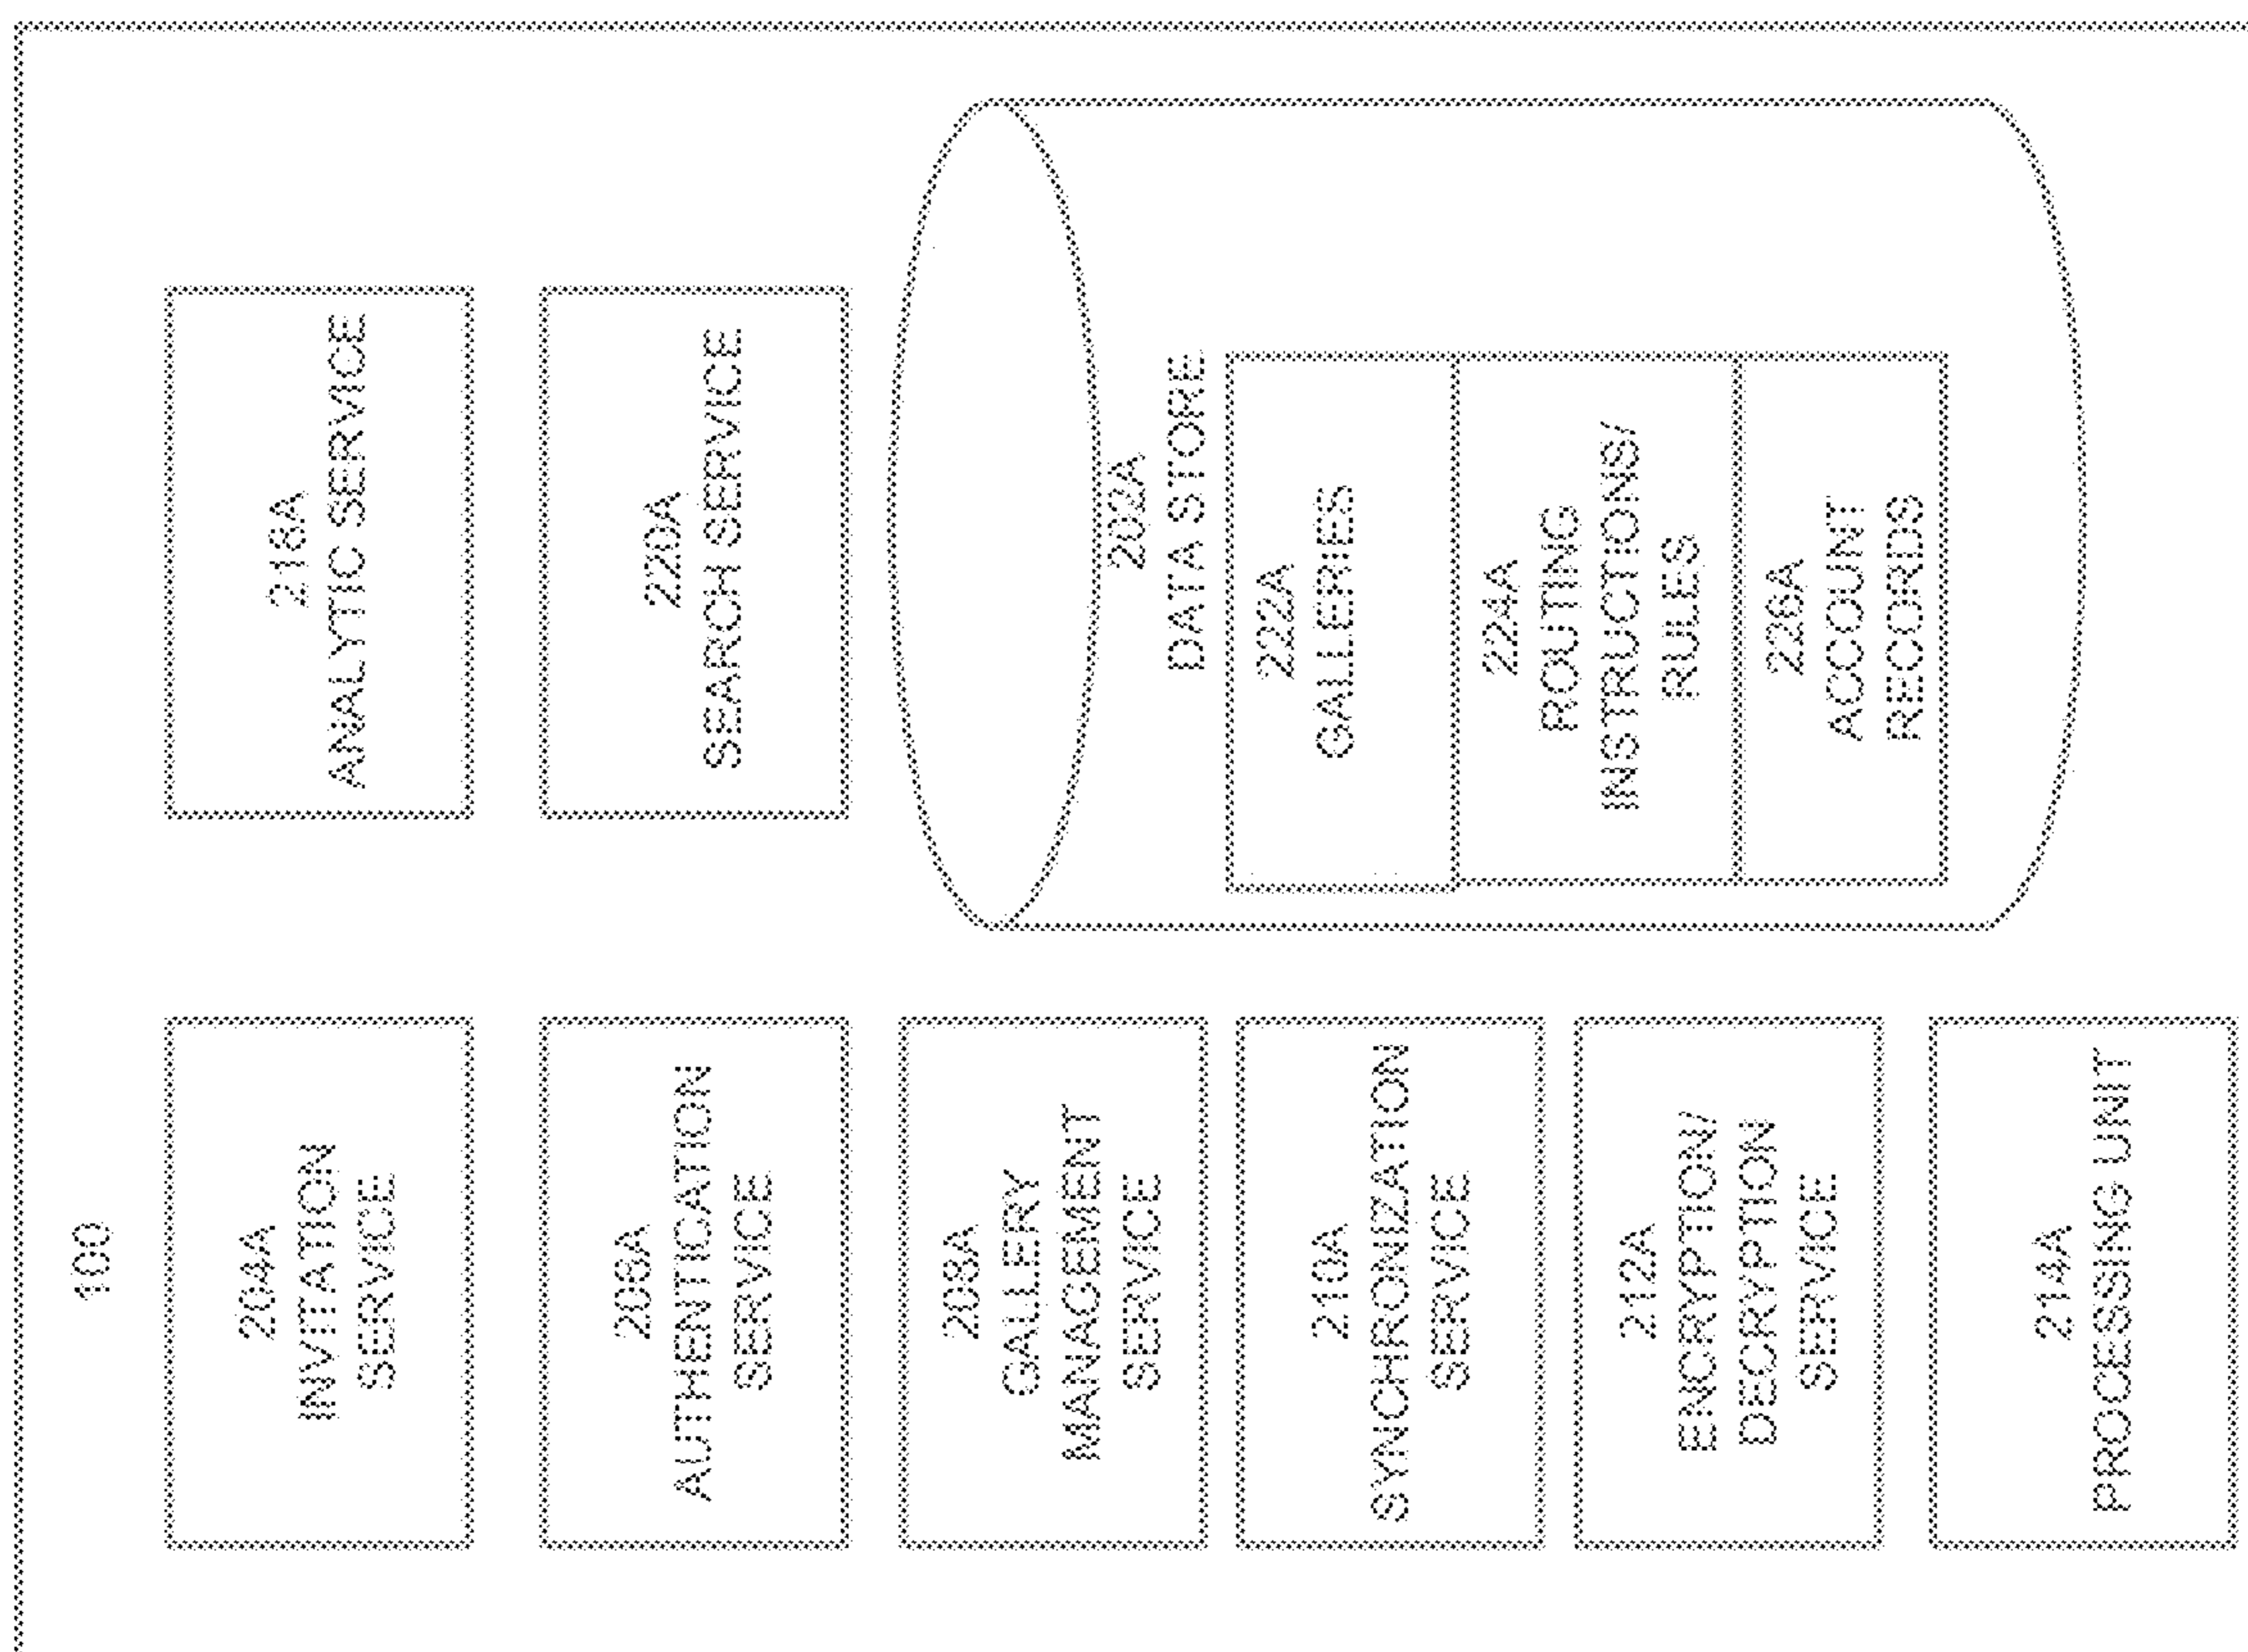 100
204A
INVITATION
SERVICE
206A
AUTHENTICATION
SERVICE
208A
GALLERY
MANAGEMENT
SERVICE
210A
SYNCHRONIZATION
SERVICE
212A
ENCRYPTION/
DECRYPTION
SERVICE
214A
PROCESSING UNIT
218A
ANALYTIC SERVICE
220A
SEARCH SERVICE
202A
DATA STORE
222A
GALLERIES
224A
ROUTING
INSTRUCTIONS/
RULES
226A
ACCOUNT
RECORDS